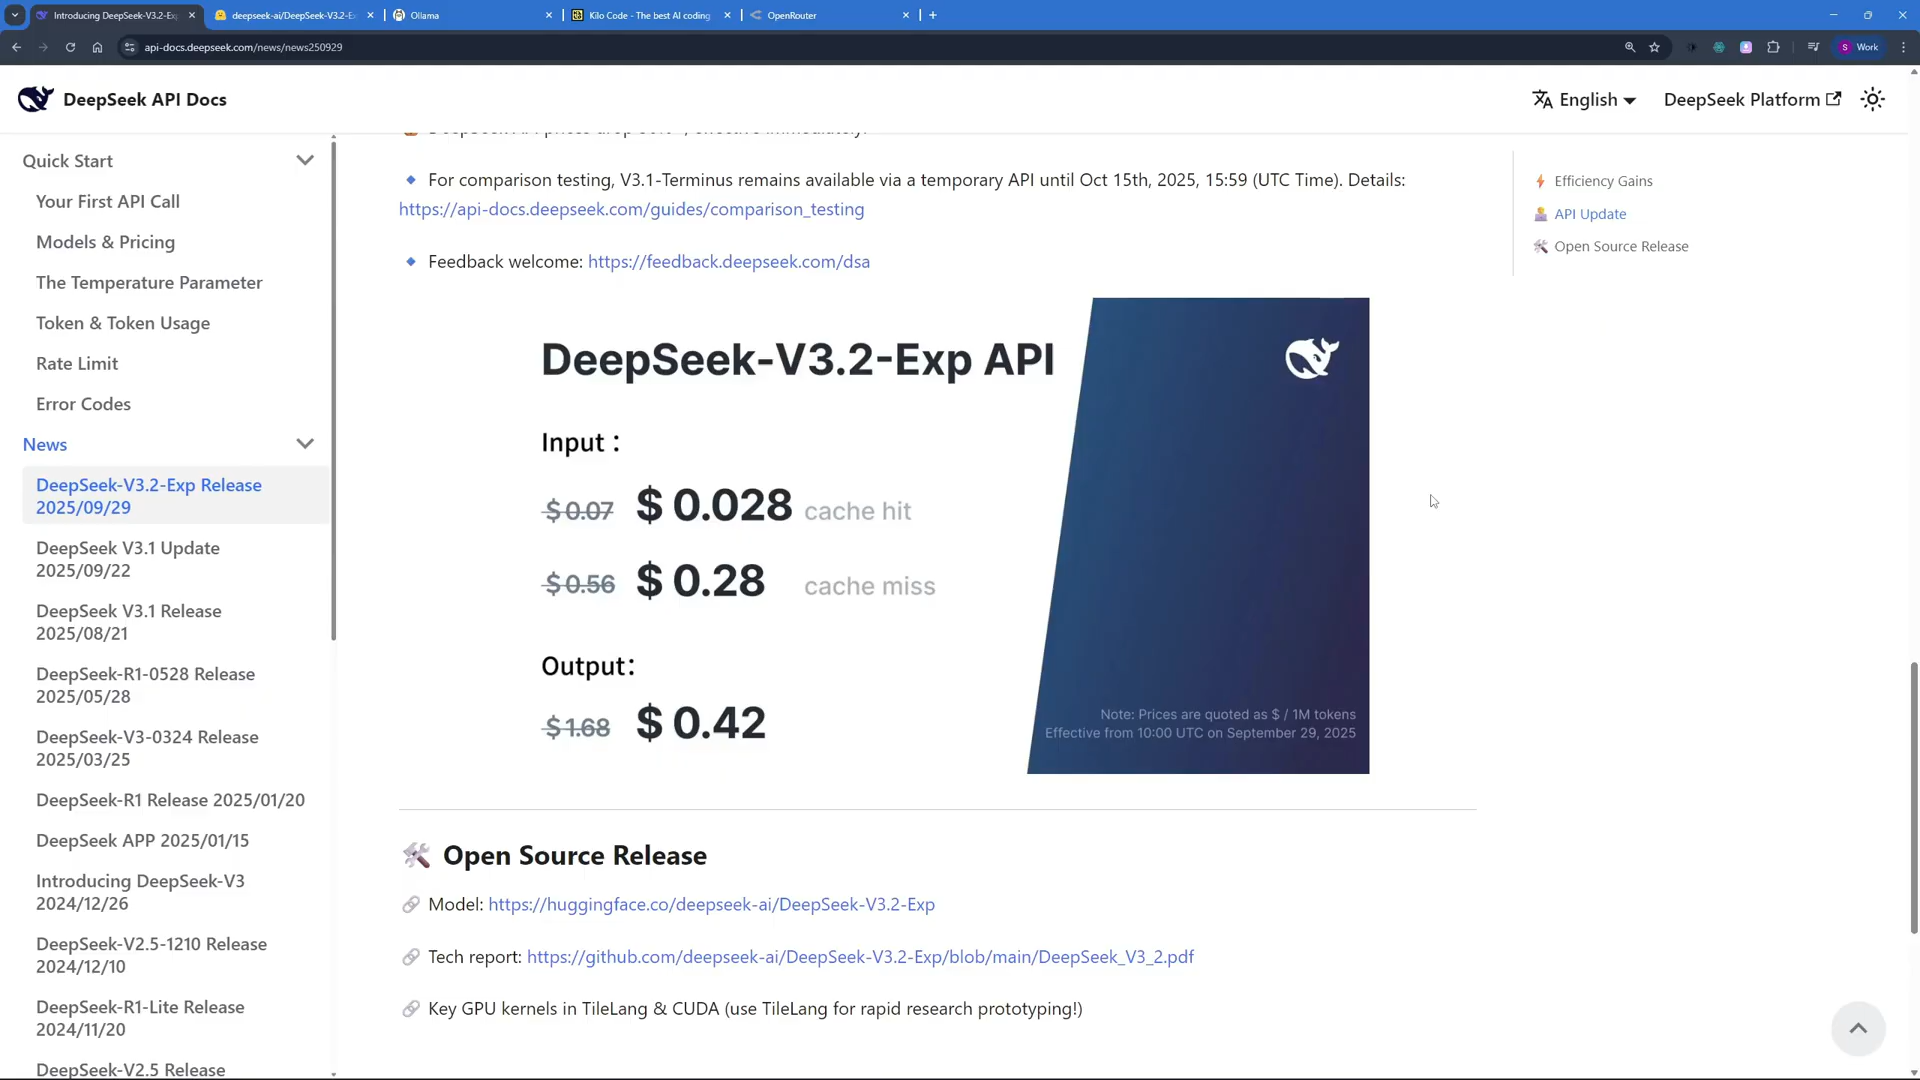 Introducing DeepSeek-V3.2-Exp
deepseek-ai/DeepSeek-V3.2-E
Ollama
Kilo Code - The best AI coding
OpenRouter
api-docs.deepseek.com/news/news250929
S Work
DeepSeek API Docs
English
DeepSeek Platform
Quick Start
Your First API Call
Models & Pricing
The Temperature Parameter
Token & Token Usage
Rate Limit
Error Codes
News
DeepSeek-V3.2-Exp Release
2025/09/29
DeepSeek V3.1 Update
2025/09/22
DeepSeek V3.1 Release
2025/08/21
DeepSeek-R1-0528 Release
2025/05/28
DeepSeek-V3-0324 Release
2025/03/25
DeepSeek-R1 Release 2025/01/20
DeepSeek APP 2025/01/15
Introducing DeepSeek-V3
2024/12/26
DeepSeek-V2.5-1210 Release
2024/12/10
DeepSeek-R1-Lite Release
2024/11/20
DeepSeek-V2.5 Release
DeepSeek API prices drop 50%+, effective immediately.
For comparison testing, V3.1-Terminus remains available via a temporary API until Oct 15th, 2025, 15:59 (UTC Time). Details:
https://api-docs.deepseek.com/guides/comparison_testing
Feedback welcome: https://feedback.deepseek.com/dsa
DeepSeek-V3.2-Exp API
Input :
$0.07 $ 0.028 cache hit
$0.56 $ 0.28 cache miss
Output:
$1.68 $ 0.42
Note: Prices are quoted as $ / 1M tokens
Effective from 10:00 UTC on September 29, 2025
Open Source Release
Model: https://huggingface.co/deepseek-ai/DeepSeek-V3.2-Exp
Tech report: https://github.com/deepseek-ai/DeepSeek-V3.2-Exp/blob/main/DeepSeek_V3_2.pdf
Key GPU kernels in TileLang & CUDA (use TileLang for rapid research prototyping!)
Efficiency Gains
API Update
Open Source Release